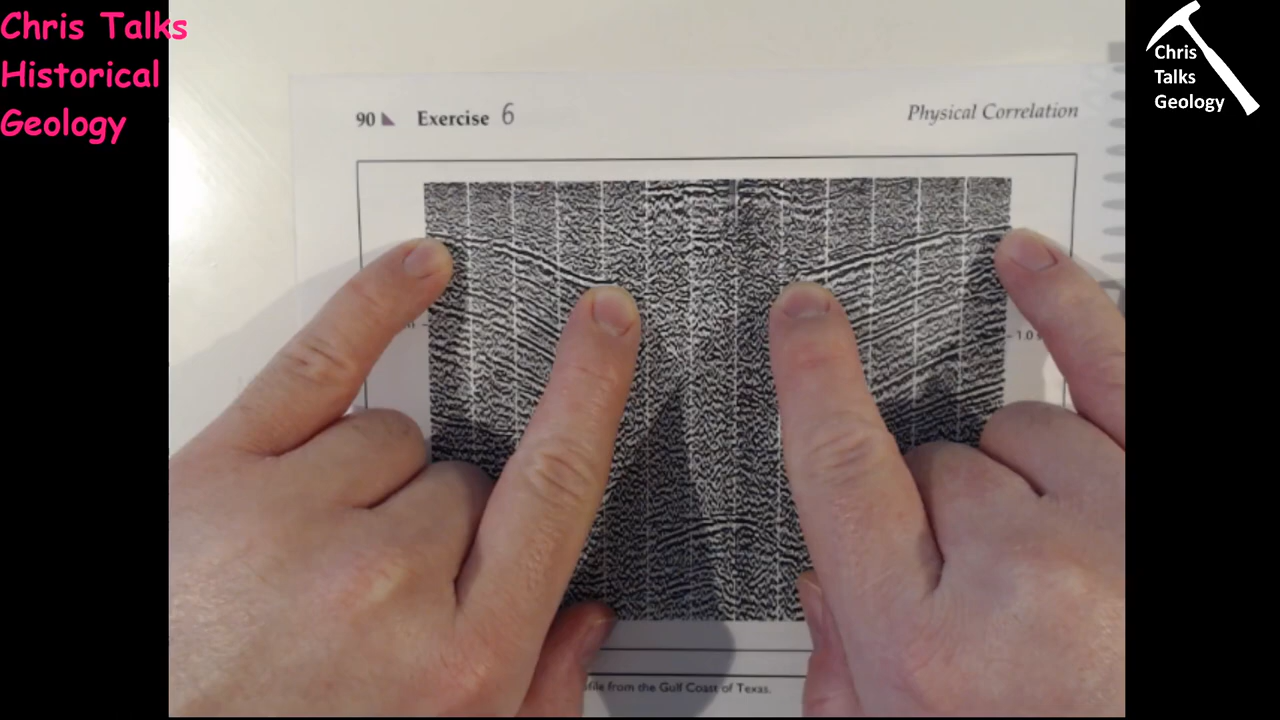 Chris Talks
Historical
Geology
Chris
Talks
Geology
90 Exercise 6
Physical Correlation
1.0
from the Gulf Coast of Texas.